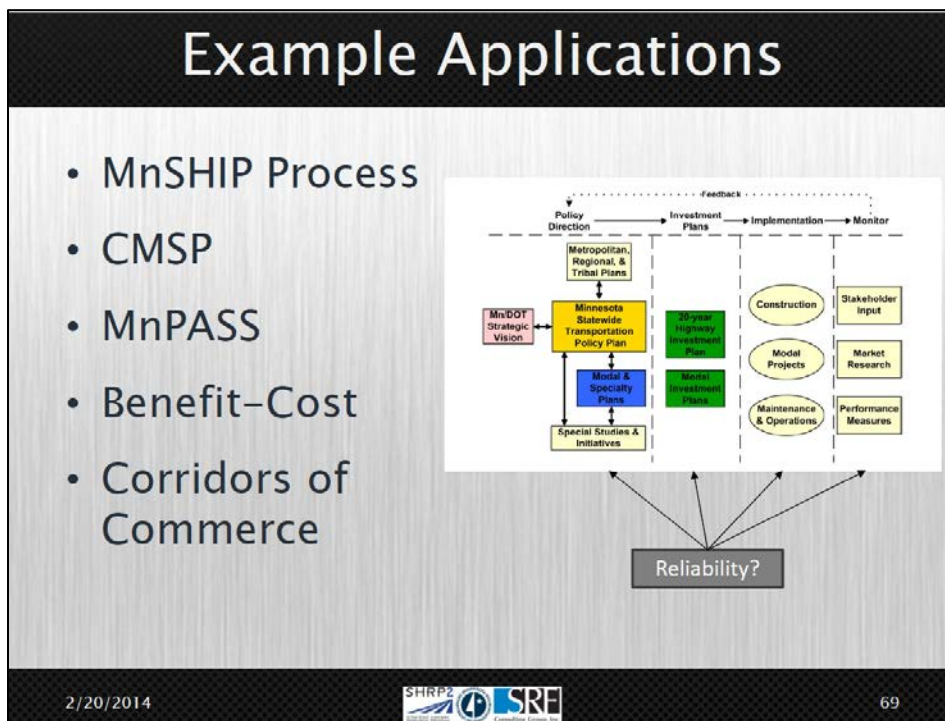 Example Applications
• MnSHIP Process
• CMSP
• MnPASS
• Benefit-Cost
• Corridors of
Commerce
Feedback
Policy
Direction
Investment
Plans
Implementation
Monitor
Metropolitan,
Regional, &
Tribal Plans
Mn/DOT
Strategic
Vision
Minnesota
Statewide
Transportation
Policy Plan
Modal &
Specialty
Plans
Special Studies &
Initiatives
20-year
Highway
Investment
Plan
Modal
Investment
Plans
Construction
Modal
Projects
Maintenance
& Operations
Stakeholder
Input
Market
Research
Performance
Measures
Reliability?
2/20/2014
SHRP2
SRF
69